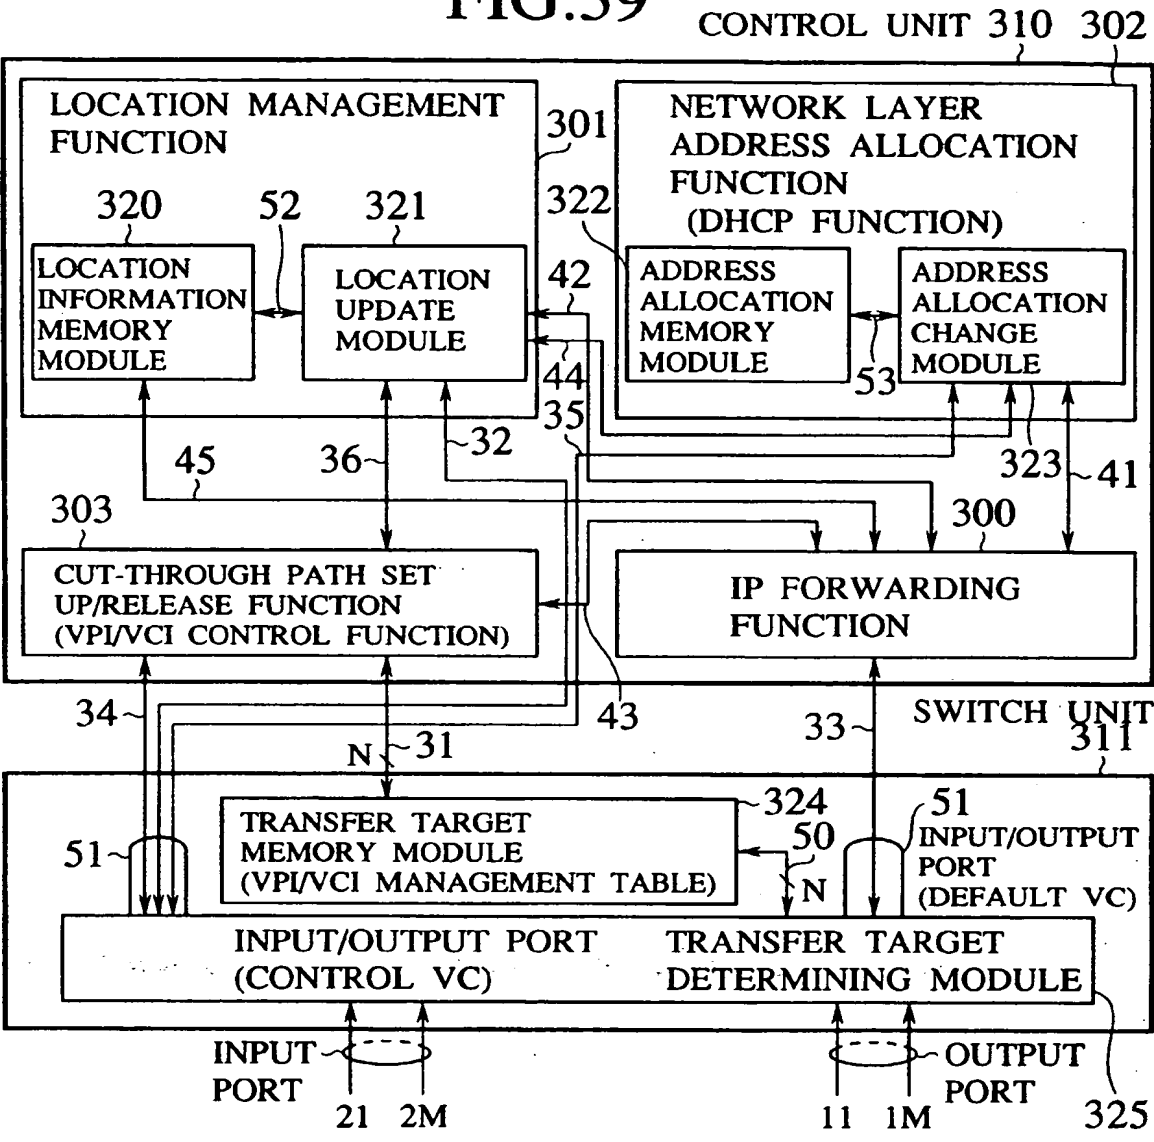 FIG.39
CONTROL UNIT 310 302
LOCATION MANAGEMENT
FUNCTION
301
NETWORK LAYER
ADDRESS ALLOCATION
FUNCTION
(DHCP FUNCTION)
320
52
321
322
LOCATION
INFORMATION
MEMORY
MODULE
LOCATION
UPDATE
MODULE
42
44
ADDRESS
ALLOCATION
MEMORY
MODULE
53
ADDRESS
ALLOCATION
CHANGE
MODULE
35
45
36
32
323
41
303
300
CUT-THROUGH PATH SET
UP/RELEASE FUNCTION
(VPI/VCI CONTROL FUNCTION)
IP FORWARDING
FUNCTION
34
N
31
43
33
SWITCH UNIT
311
51
TRANSFER TARGET
MEMORY MODULE
(VPI/VCI MANAGEMENT TABLE)
324
50
N
51
INPUT/OUTPUT
PORT
(DEFAULT VC)
INPUT/OUTPUT PORT
(CONTROL VC)
TRANSFER TARGET
DETERMINING MODULE
INPUT
PORT
21
2M
11
1M
OUTPUT
PORT
325